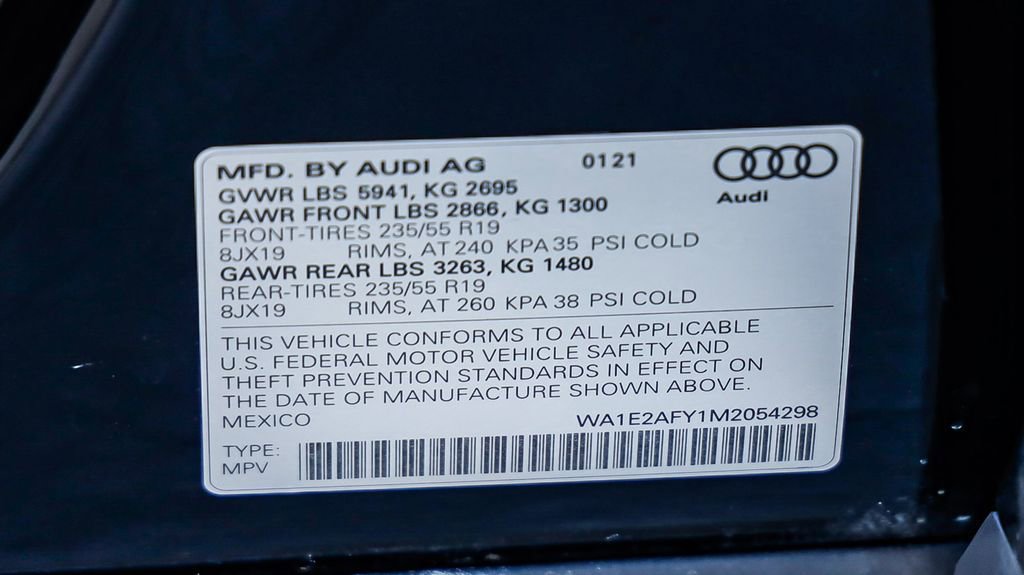 MFD. BY AUDI AG 0121
GVWR LBS 5941, KG 2695
Audi
GAWR FRONT LBS 2866, KG 1300
FRONT-TIRES 235/55 R19
8JX19 RIMS, AT 240 KPA 35 PSI COLD
GAWR REAR LBS 3263, KG 1480
REAR-TIRES 235/55 R19
8JX19 RIMS, AT 260 KPA 38 PSI COLD
THIS VEHICLE CONFORMS TO ALL APPLICABLE
U.S. FEDERAL MOTOR VEHICLE SAFETY AND
THEFT PREVENTION STANDARDS IN EFFECT ON
THE DATE OF MANUFACTURE SHOWN ABOVE.
MEXICO WA1E2AFY1M2054298
TYPE:
MPV